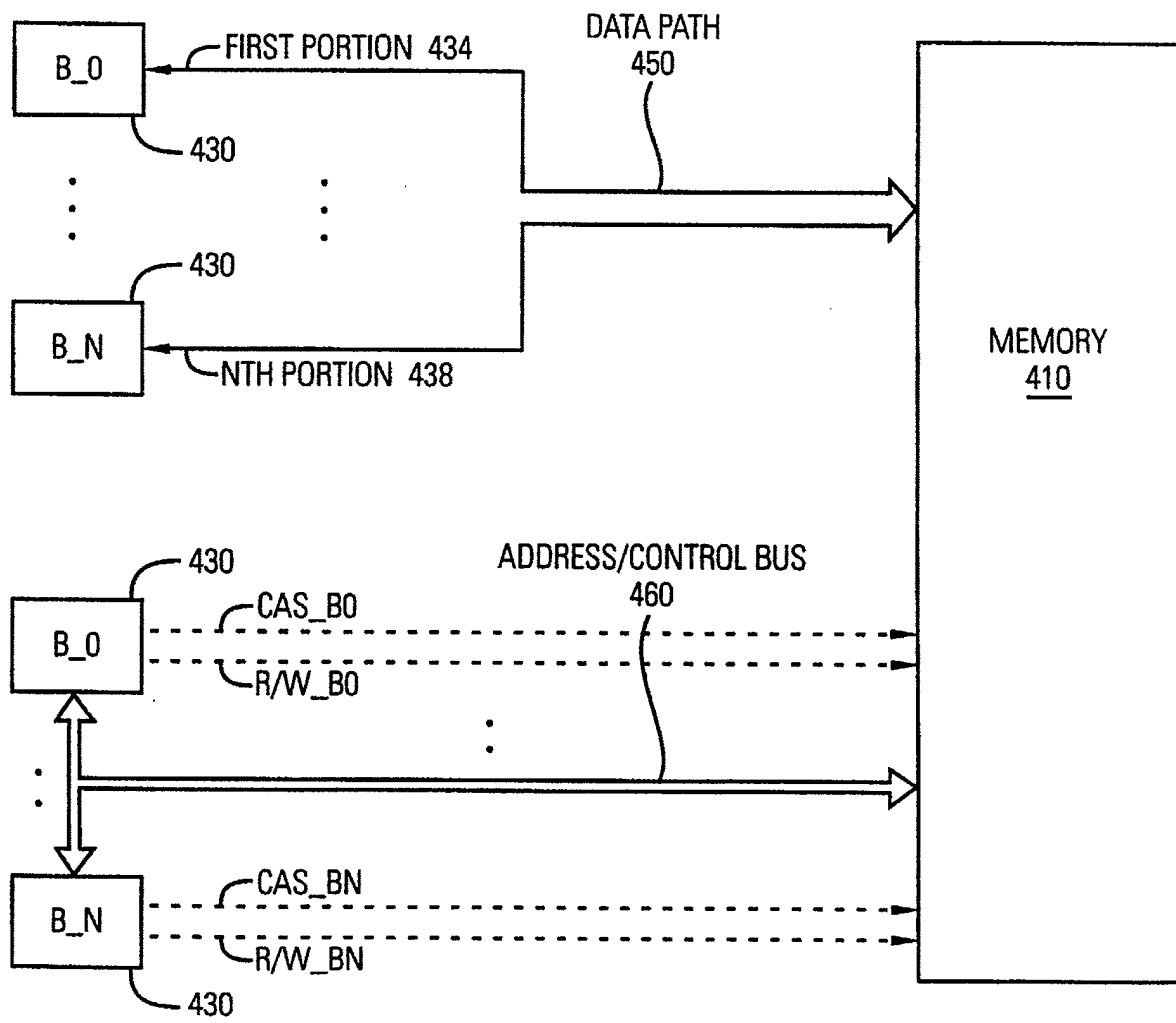 FIRST PORTION 434
DATA PATH
450
B_0
430
430
B_N
NTH PORTION 438
MEMORY
410
430
ADDRESS/CONTROL BUS
460
CAS_B0
B_0
R/W_B0
CAS_BN
B_N
R/W_BN
430